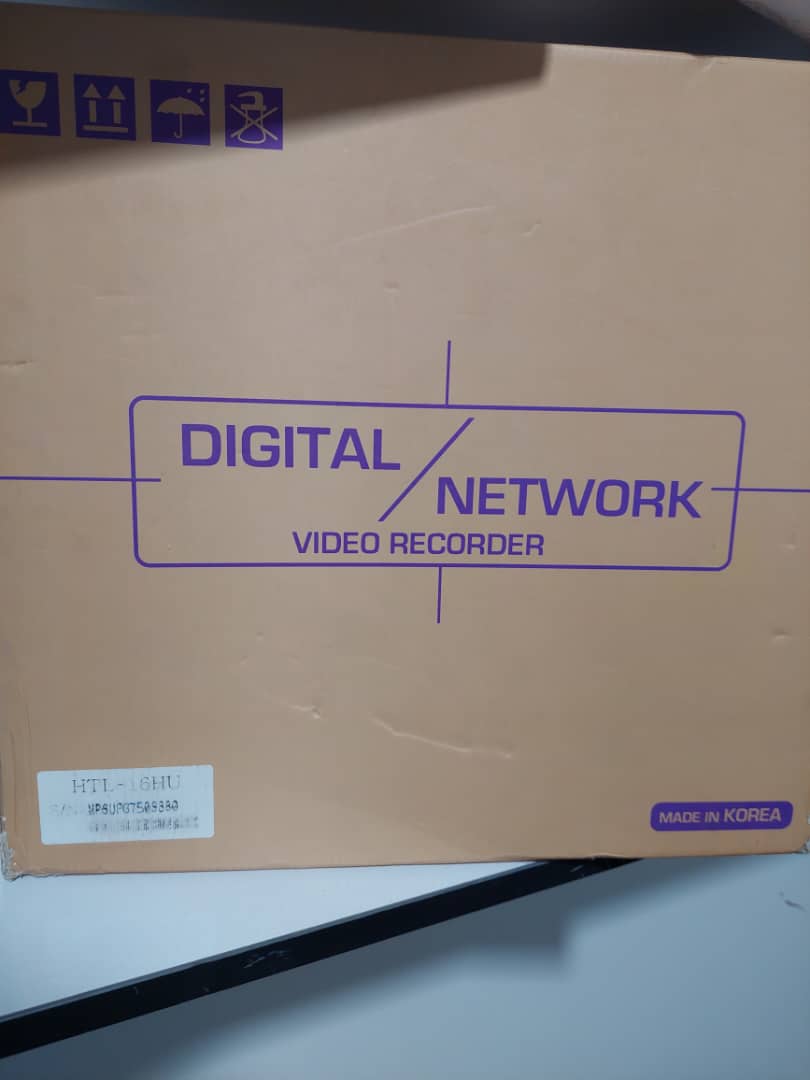 DIGITAL
NETWORK
VIDEO RECORDER
HTL-16HU
S/N:
MADE IN KOREA